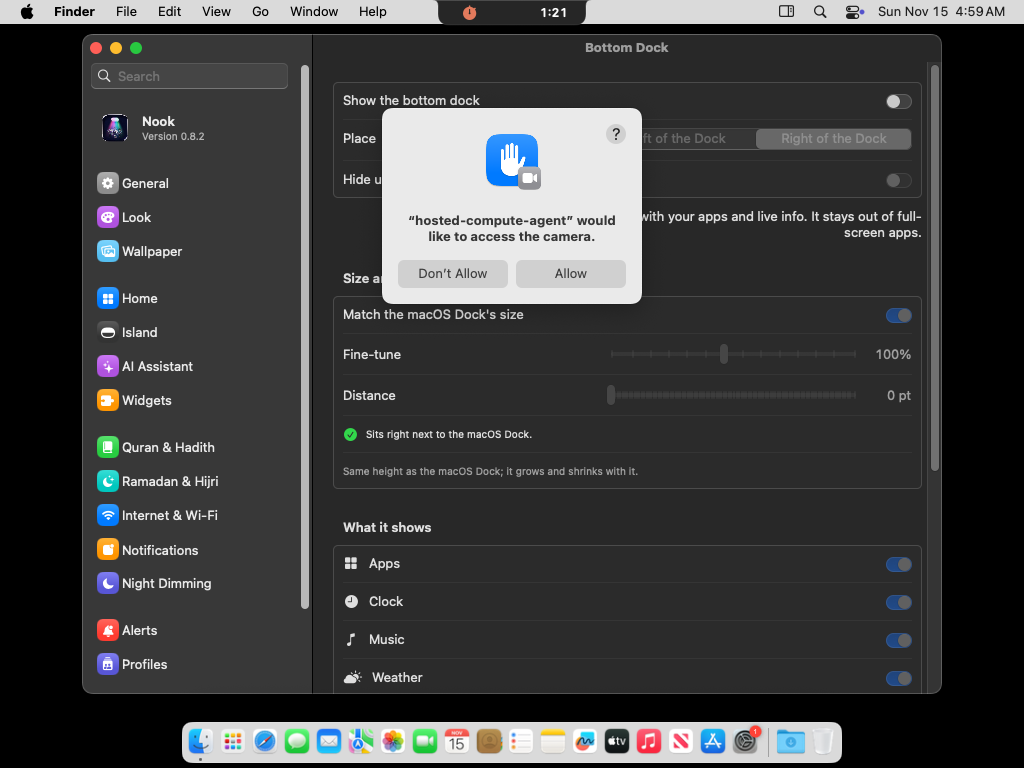 Finder File Edit View Go Window Help 1:21 Sun Nov 15 4:59 AM
Bottom Dock
Search
Nook
Version 0.8.2
General
Look
Wallpaper
Home
Island
AI Assistant
Widgets
Quran & Hadith
Ramadan & Hijri
Internet & Wi-Fi
Notifications
Night Dimming
Alerts
Profiles
Show the bottom dock
Place of the Dock Right of the Dock
Hide
with your apps and live info. It stays out of full-
screen apps.
?
“hosted-compute-agent” would
like to access the camera.
Don’t Allow Allow
Size
Match the macOS Dock's size
Fine-tune 100%
Distance 0 pt
Sits right next to the macOS Dock.
Same height as the macOS Dock; it grows and shrinks with it.
What it shows
Apps
Clock
Music
Weather
NOV
15
tv
1